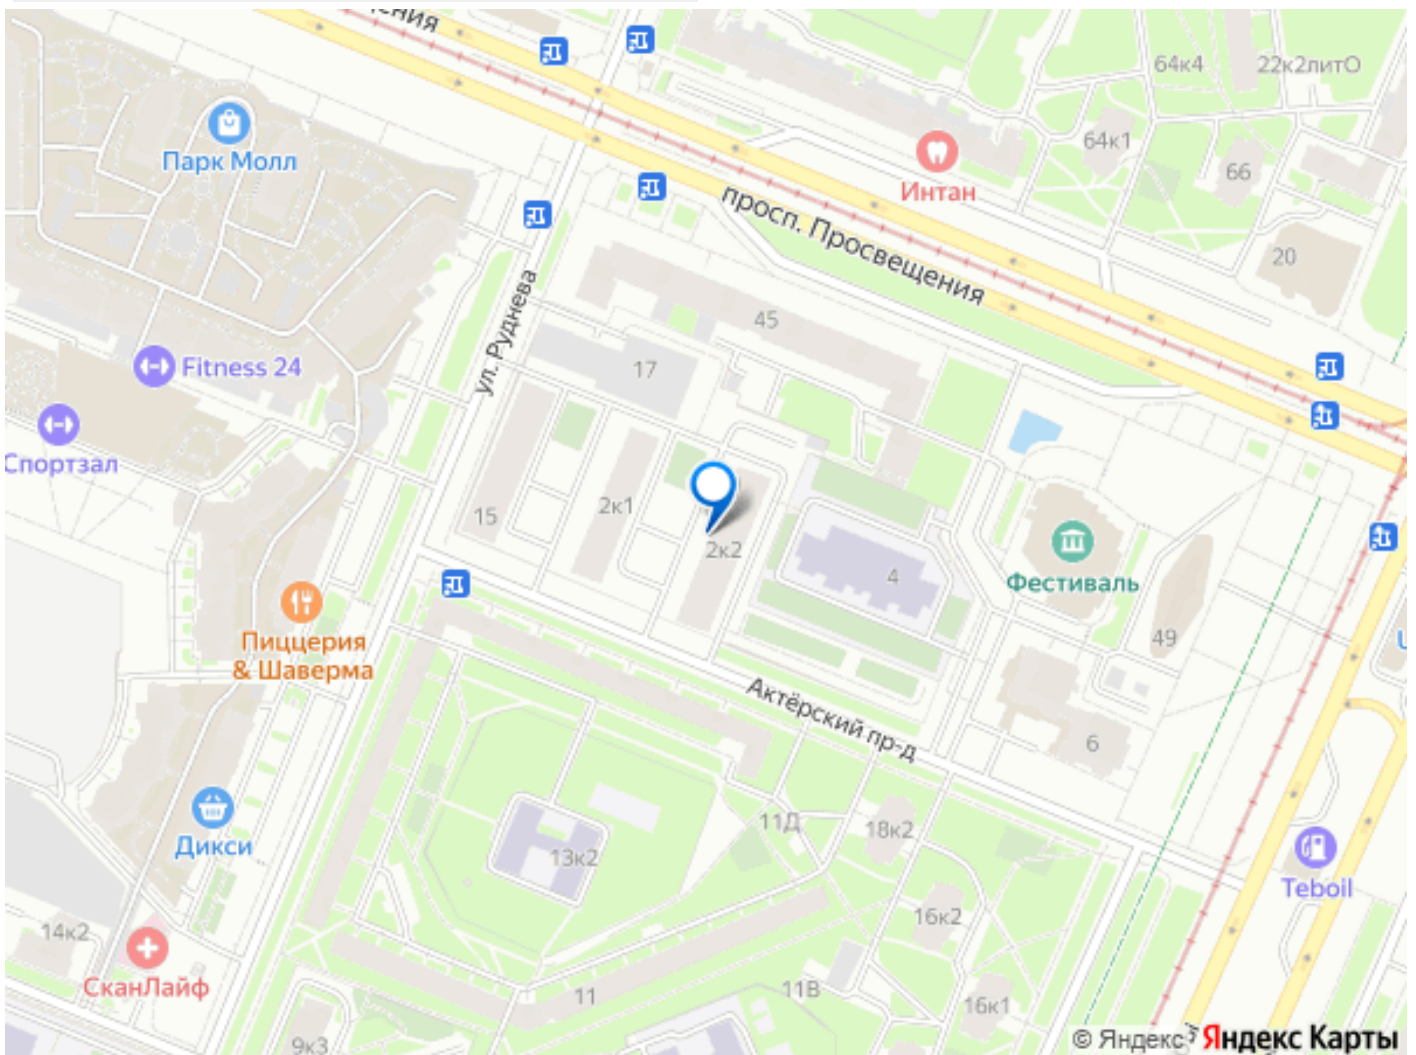 64к4
22к2литО
64к1
66
Парк Молл
Интан
просп. Просвещения
20
ул. Руднева
45
17
Fitness 24
Спортзал
15
2к1
2к2
4
Фестиваль
49
Пиццерия
& Шаверма
Актёрский пр-д
6
11Д
18к2
Дикси
13к2
Teboil
16к2
14к2
СканЛайф
11
11В
16к1
9к3
© Яндекс Яндекс Карты